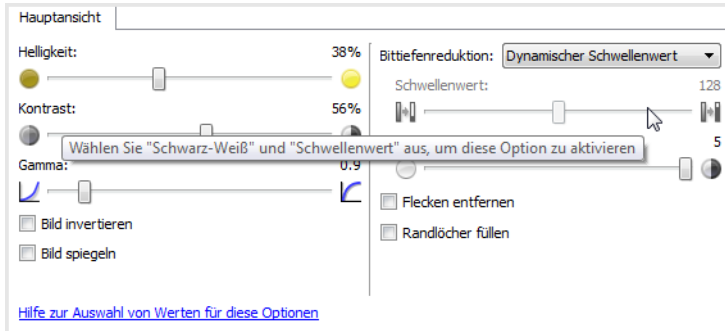 Hauptansicht
Helligkeit: 38%
Kontrast: 56%
Gamma: 0.9
Bild invertieren
Bild spiegeln
Hilfe zur Auswahl von Werten für diese Optionen
Bittiefenreduktion: Dynamischer Schwellenwert
Schwellenwert: 128
Wählen Sie "Schwarz-Weiß" und "Schwellenwert" aus, um diese Option zu aktivieren
5
Flecken entfernen
Randlöcher füllen